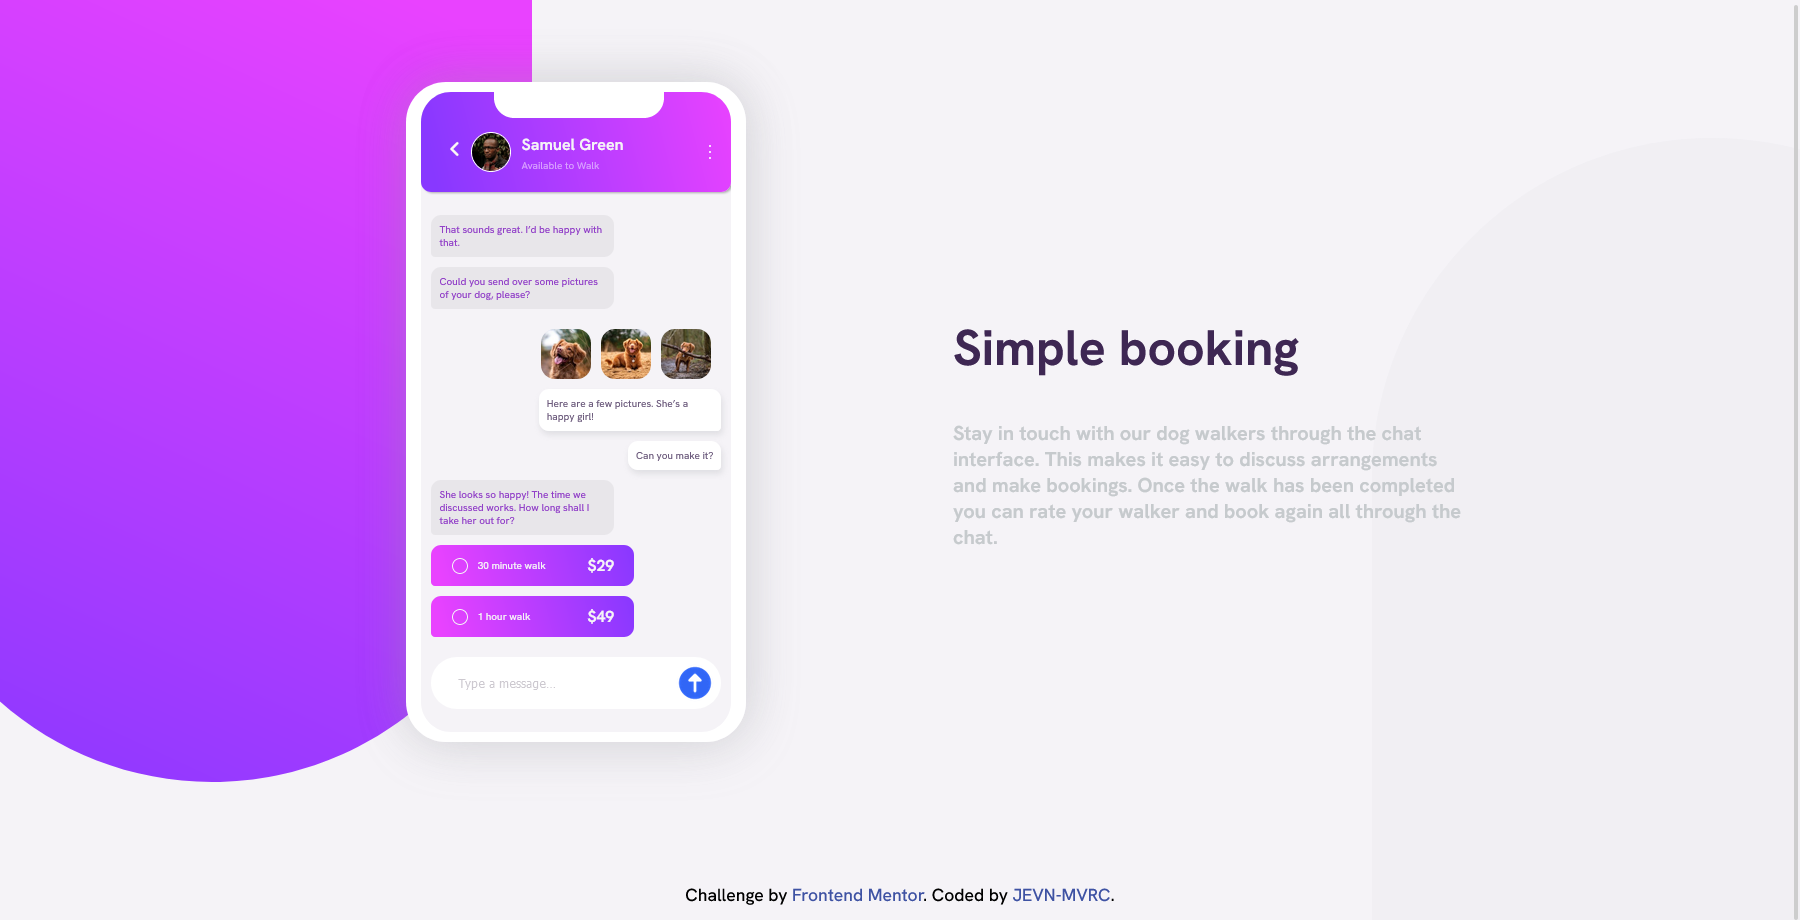 Samuel Green
Available to Walk
That sounds great. I’d be happy with
that.
Could you send over some pictures
of your dog, please?
Here are a few pictures. She’s a
happy girl!
Can you make it?
She looks so happy! The time we
discussed works. How long shall I
take her out for?
30 minute walk $29
1 hour walk $49
Type a message…
Simple booking
Stay in touch with our dog walkers through the chat
interface. This makes it easy to discuss arrangements
and make bookings. Once the walk has been completed
you can rate your walker and book again all through the
chat.
Challenge by Frontend Mentor. Coded by JEVN-MVRC.